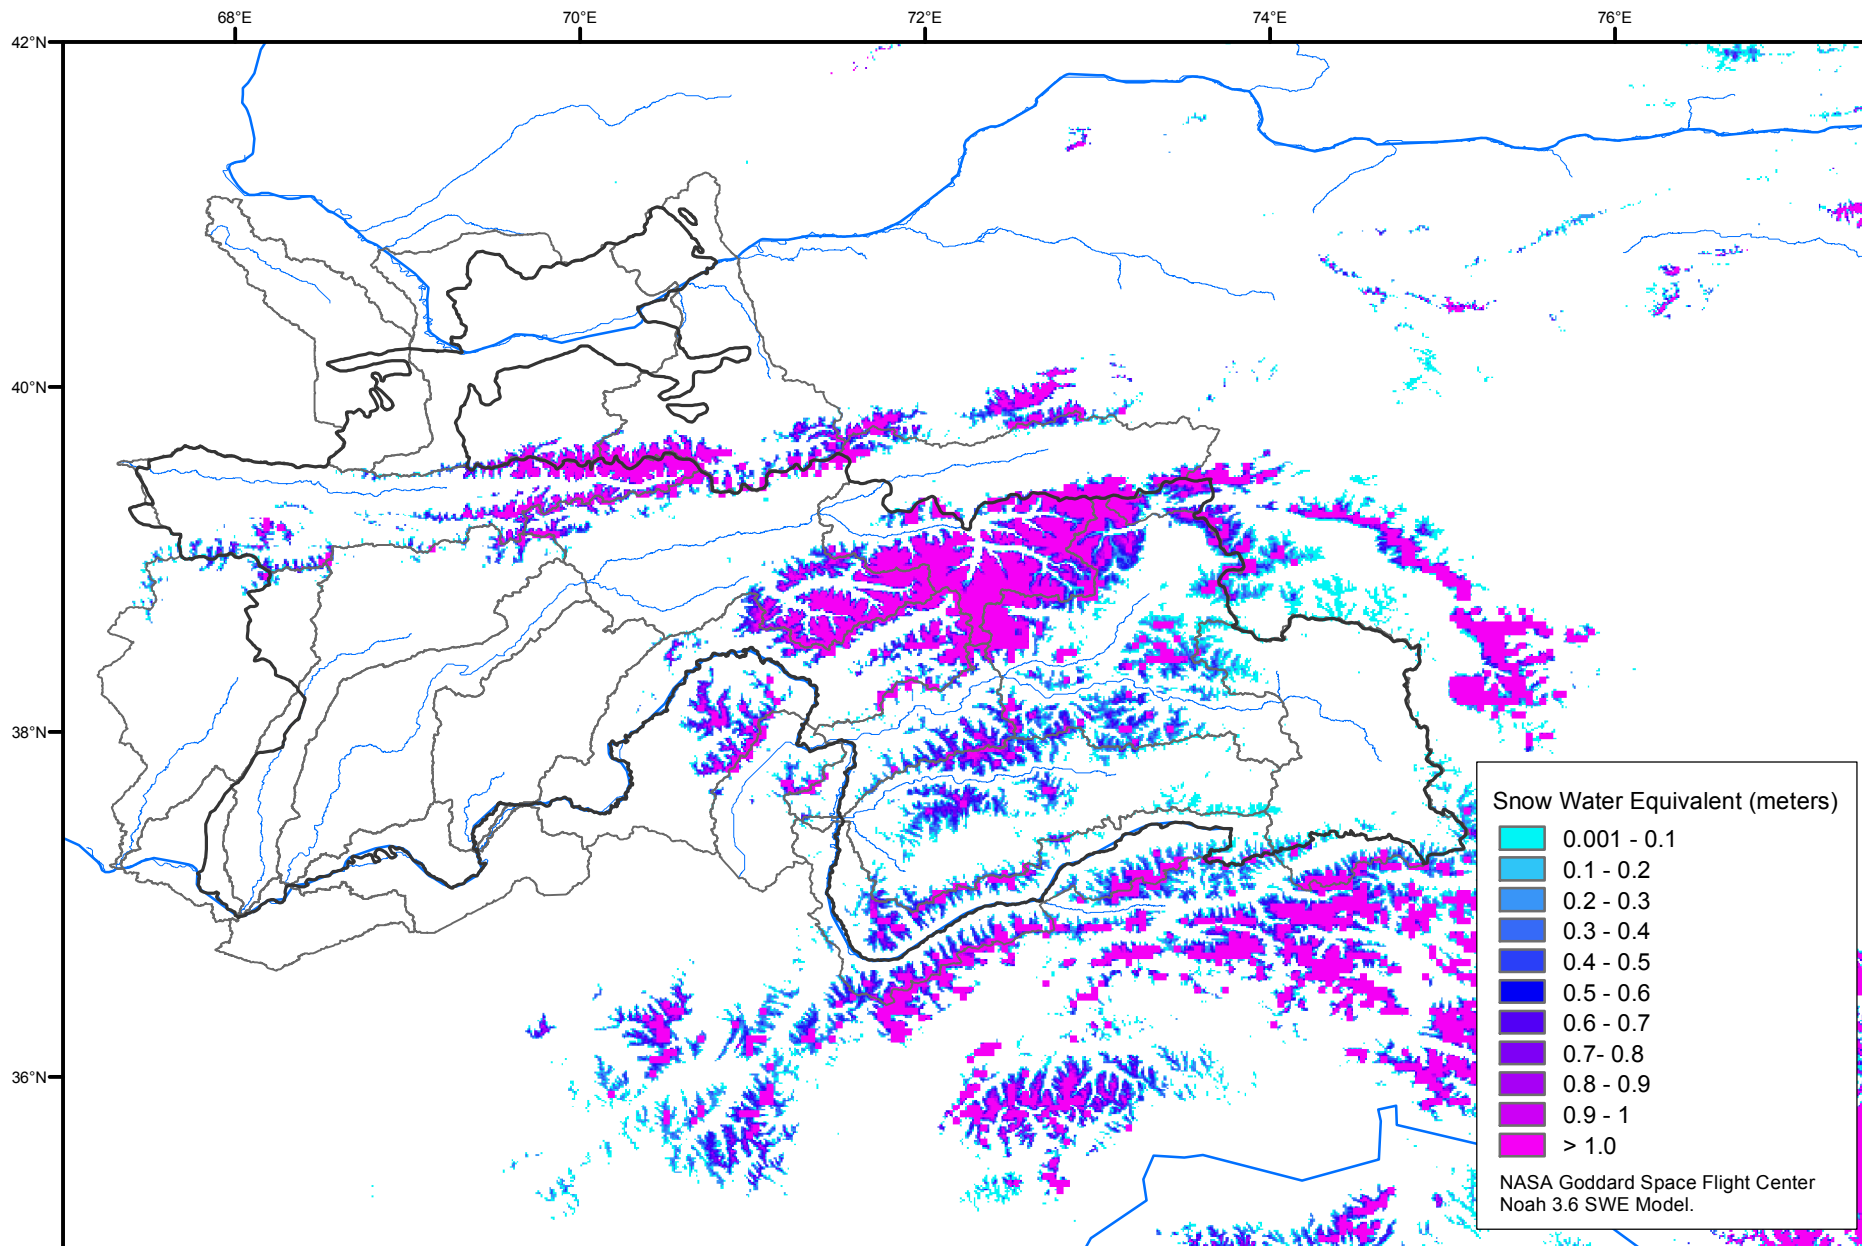 68°E
70°E
72°E
74°E
76°E
42°N
40°N
38°N
36°N
Snow Water Equivalent (meters)
0.001 - 0.1
0.1 - 0.2
0.2 - 0.3
0.3 - 0.4
0.4 - 0.5
0.5 - 0.6
0.6 - 0.7
0.7- 0.8
0.8 - 0.9
0.9 - 1
> 1.0
NASA Goddard Space Flight Center
Noah 3.6 SWE Model.